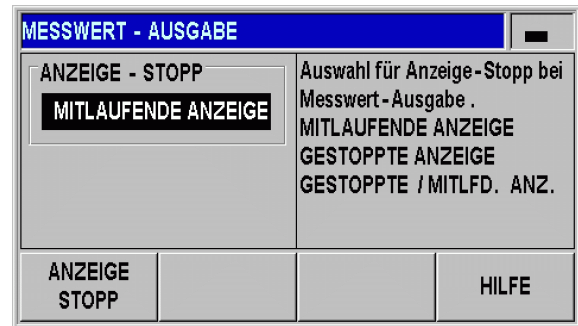 MESSWERT - AUSGABE
ANZEIGE - STOPP
MITLAUFENDE ANZEIGE
Auswahl für Anzeige-Stopp bei
Messwert-Ausgabe .
MITLAUFENDE ANZEIGE
GESTOPPTE ANZEIGE
GESTOPPTE / MITLFD. ANZ.
ANZEIGE
STOPP
HILFE